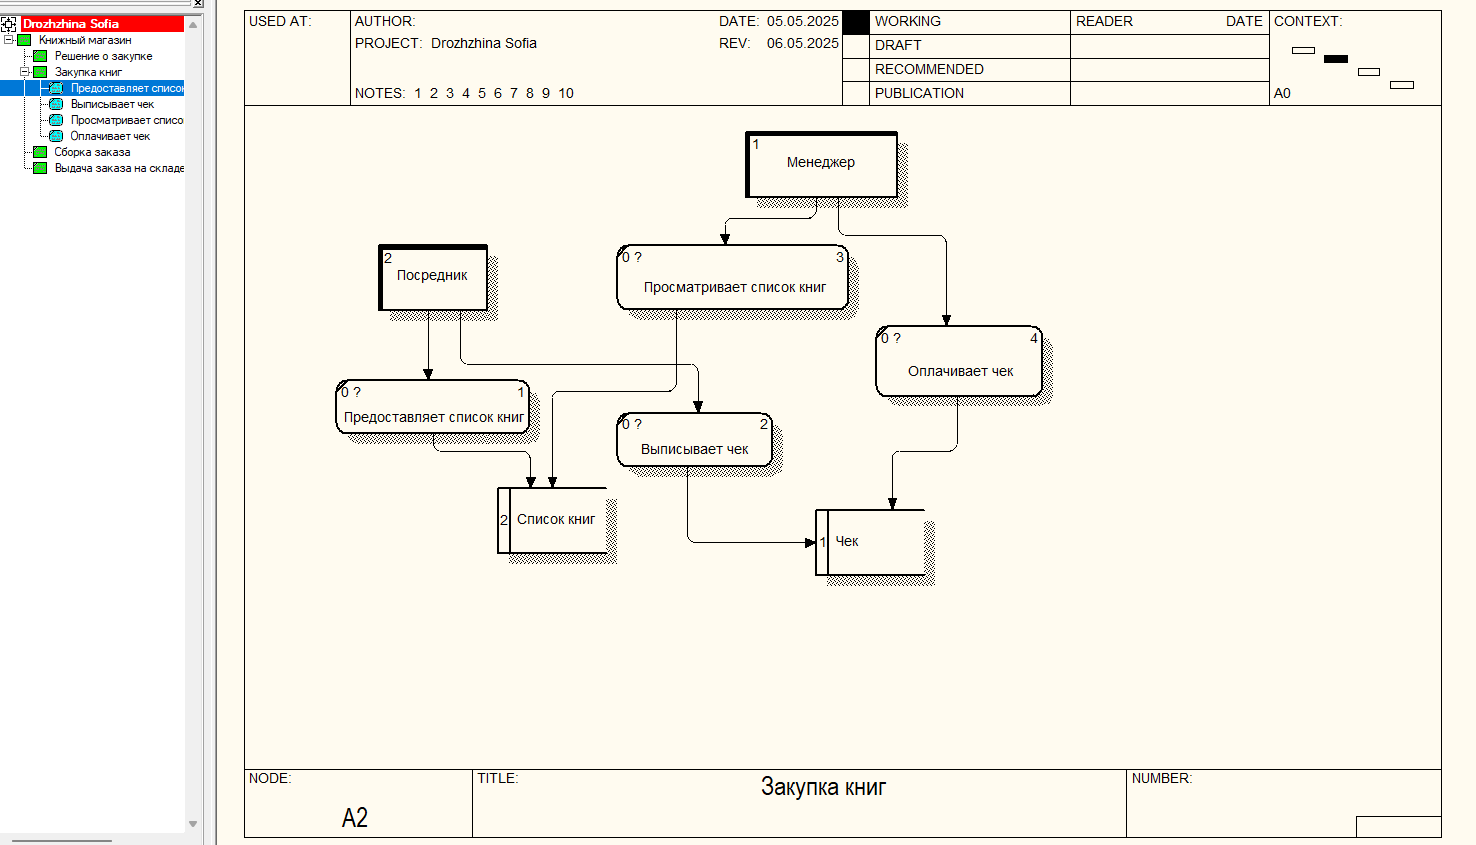 Drozhzhina Sofia
Книжный магазин
Решение о закупке
Закупка книг
Предоставляет список
Выписывает чек
Просматривает списо
Оплачивает чек
Сборка заказа
Выдача заказа на складе
USED AT:
AUTHOR:
DATE: 05.05.2025
PROJECT: Drozhzhina Sofia
REV: 06.05.2025
NOTES: 1 2 3 4 5 6 7 8 9 10
WORKING
DRAFT
RECOMMENDED
PUBLICATION
READER DATE
CONTEXT:
A0
1
Менеджер
2
Посредник
0 ? 3
Просматривает список книг
0 ? 4
Оплачивает чек
0 ? 1
Предоставляет список книг
0 ? 2
Выписывает чек
2 Список книг
1 Чек
NODE:
A2
TITLE:
Закупка книг
NUMBER: